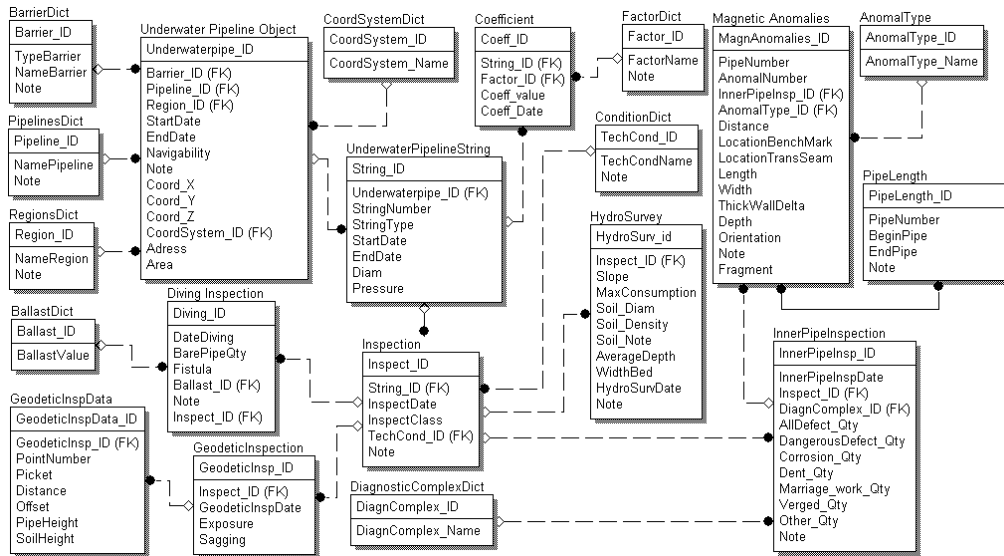 BarrierDict
Barrier_ID
TypeBarrier
NameBarrier
Note
PipelinesDict
Pipeline_ID
NamePipeline
Note
RegionsDict
Region_ID
NameRegion
Note
BallastDict
Ballast_ID
BallastValue
GeodeticInspData
GeodeticInspData_ID
GeodeticInsp_ID (FK)
PointNumber
Picket
Distance
Offset
PipeHeight
SoilHeight
Underwater Pipeline Object
Underwaterpipe_ID
Barrier_ID (FK)
Pipeline_ID (FK)
Region_ID (FK)
StartDate
EndDate
Navigability
Note
Coord_X
Coord_Y
Coord_Z
CoordSystem_ID (FK)
Adress
Area
Diving Inspection
Diving_ID
DateDiving
BarePipeQty
Fistula
Ballast_ID (FK)
Note
Inspect_ID (FK)
GeodeticInspection
GeodeticInsp_ID
Inspect_ID (FK)
GeodeticInspDate
Exposure
Sagging
CoordSystemDict
CoordSystem_ID
CoordSystem_Name
UnderwaterPipelineString
String_ID
Underwaterpipe_ID (FK)
StringNumber
StringType
StartDate
EndDate
Diam
Pressure
Inspection
Inspect_ID
String_ID (FK)
InspectDate
InspectClass
TechCond_ID (FK)
Note
DiagnosticComplexDict
DiagnComplex_ID
DiagnComplex_Name
Coefficient
Coeff_ID
String_ID (FK)
Factor_ID (FK)
Coeff_value
Coeff_Date
FactorDict
Factor_ID
FactorName
Note
ConditionDict
TechCond_ID
TechCondName
Note
HydroSurvey
HydroSurv_id
Inspect_ID (FK)
Slope
MaxConsumption
Soil_Diam
Soil_Density
Soil_Note
AverageDepth
WidthBed
HydroSurvDate
Note
Magnetic Anomalies
MagnAnomalies_ID
PipeNumber
AnomalNumber
InnerPipeInsp_ID (FK)
AnomalType_ID (FK)
Distance
LocationBenchMark
LocationTransSeam
Length
Width
ThickWallDelta
Depth
Orientation
Note
Fragment
AnomalType
AnomalType_ID
AnomalType_Name
PipeLength
PipeLength_ID
PipeNumber
BeginPipe
EndPipe
Note
InnerPipeInspection
InnerPipeInsp_ID
InnerPipeInspDate
Inspect_ID (FK)
DiagnComplex_ID (FK)
AllDefect_Qty
DangerousDefect_Qty
Corrosion_Qty
Dent_Qty
Marriage_work_Qty
Verged_Qty
Other_Qty
Note